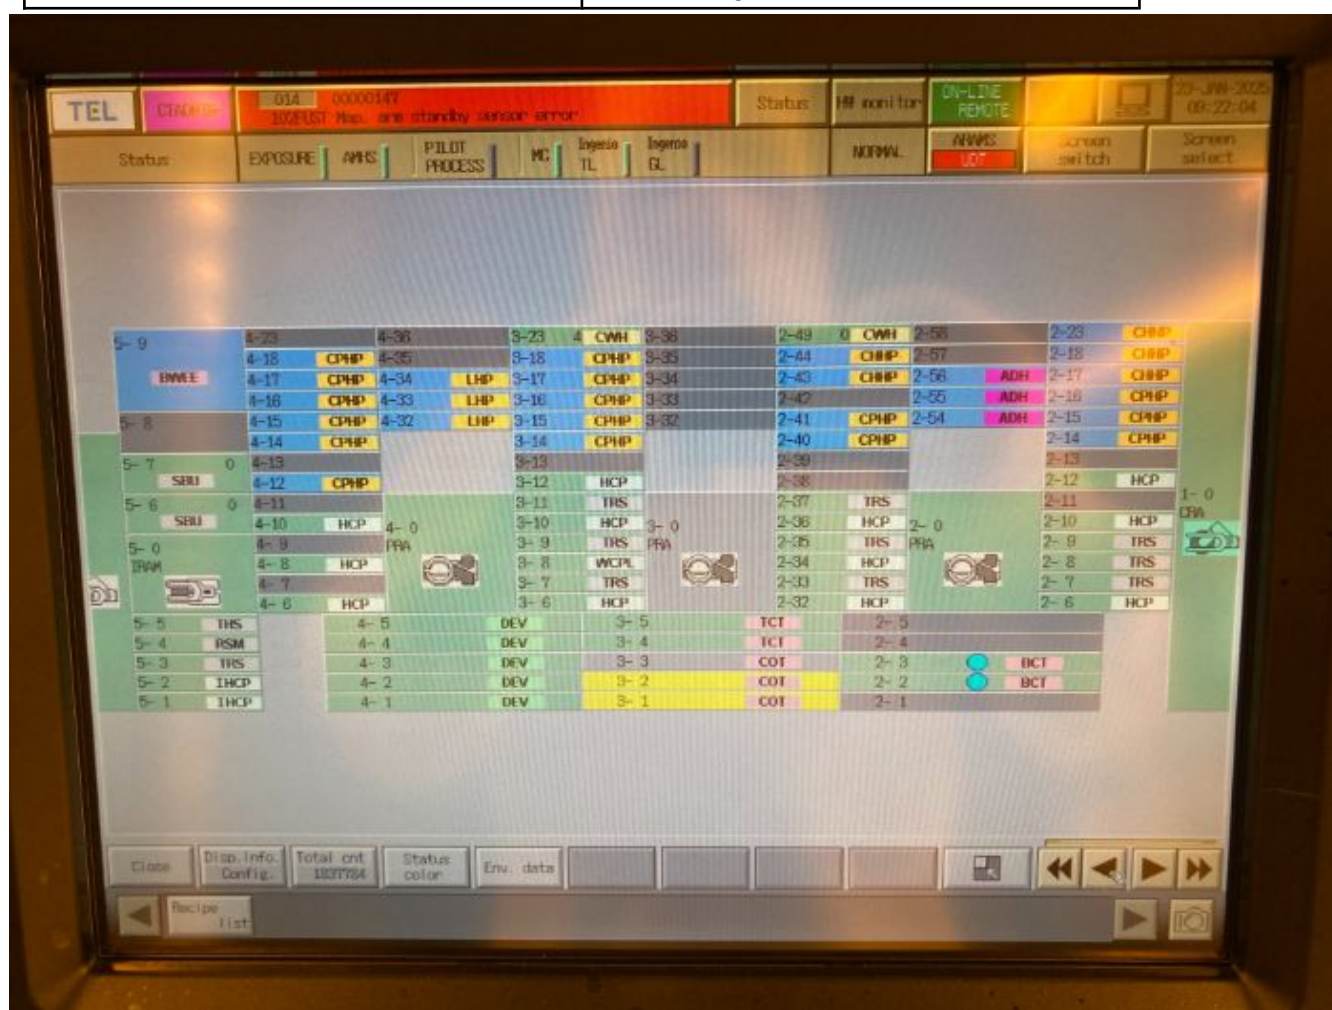 TEL
014 00000147
Map. arm standby sensor error
Status
HW monitor
ON-LINE
REMOTE
20-JAN-2025
09:22:04
Status
EXPOSURE
AMHS
PILOT
PROCESS
MC
Ingenio
TL
Ingenio
GL
NORMAL
ARAMS
UDT
Screen
switch
Screen
select
5- 9 4-23 4-36 3-23 4 CWH 3-36 2-49 0 CWH 2-58 2-23 CHHP
4-18 CPHP 4-35 3-18 CPHP 3-35 2-44 CHHP 2-57 2-18 CHHP
4-17 CPHP 4-34 LHP 3-17 CPHP 3-34 2-43 CHHP 2-56 ADH 2-17 CHHP
4-16 CPHP 4-33 LHP 3-16 CPHP 3-33 2-42 2-55 ADH 2-16 CPHP
5- 8 4-15 CPHP 4-32 LHP 3-15 CPHP 3-32 2-41 CPHP 2-54 ADH 2-15 CPHP
4-14 CPHP 3-14 CPHP 2-40 CPHP 2-14 CPHP
5- 7 0 4-13 3-13 2-39 2-13
SBU 4-12 CPHP 3-12 HCP 2-38 2-12 HCP
5- 6 0 4-11 3-11 TRS 2-37 TRS 2-11 1- 0
SBU 4-10 HCP 4- 0 3-10 HCP 3- 0 2-36 HCP 2- 0 2-10 HCP CRA
5- 0 4- 9 PRA 3- 9 TRS PRA 2-35 TRS PRA 2- 9 TRS
IRAM 4- 8 HCP 3- 8 WCPL 2-34 HCP 2- 8 TRS
4- 7 3- 7 TRS 2-33 TRS 2- 7 TRS
4- 6 HCP 3- 6 HCP 2-32 HCP 2- 6 HCP
5- 5 THS 4- 5 DEV 3- 5 TCT 2- 5
5- 4 RSM 4- 4 DEV 3- 4 TCT 2- 4
5- 3 TRS 4- 3 DEV 3- 3 COT 2- 3 BCT
5- 2 IHCP 4- 2 DEV 3- 2 COT 2- 2 BCT
5- 1 IHCP 4- 1 DEV 3- 1 COT 2- 1
Close
Disp.Info.
Config.
Total cnt
1837784
Status
color
Env. data
Recipe
list